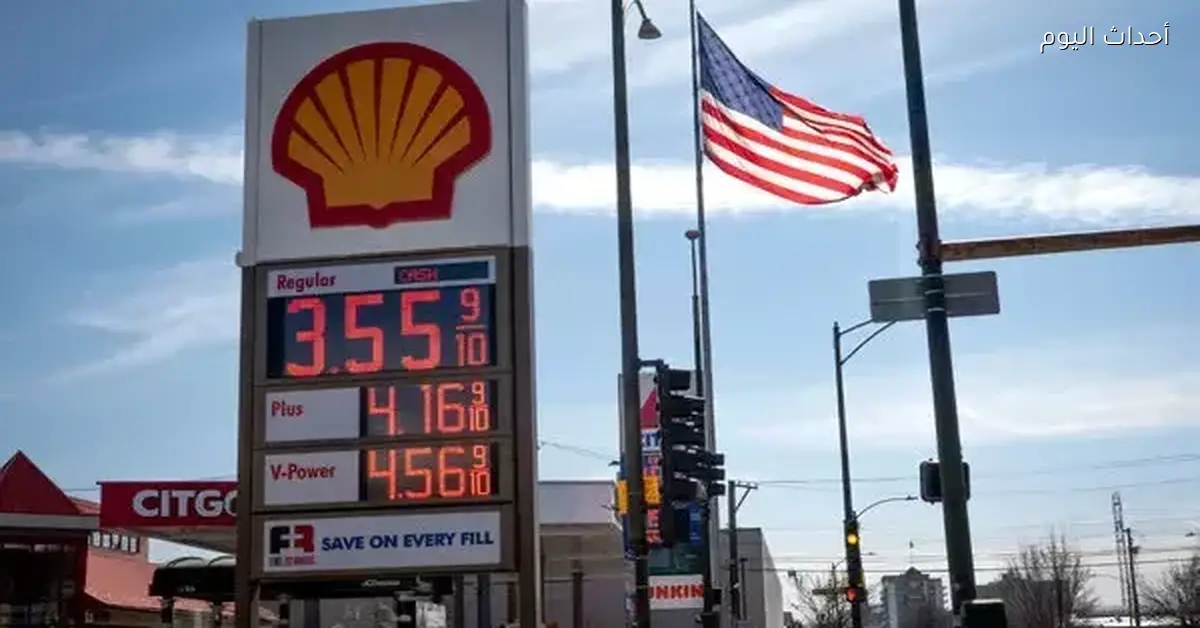 أحداث اليوم
Regular CASH
3.55 9/10
Plus 4.16 9/10
V-Power 4.56 9/10
CITGO
FR SAVE ON EVERY FILL